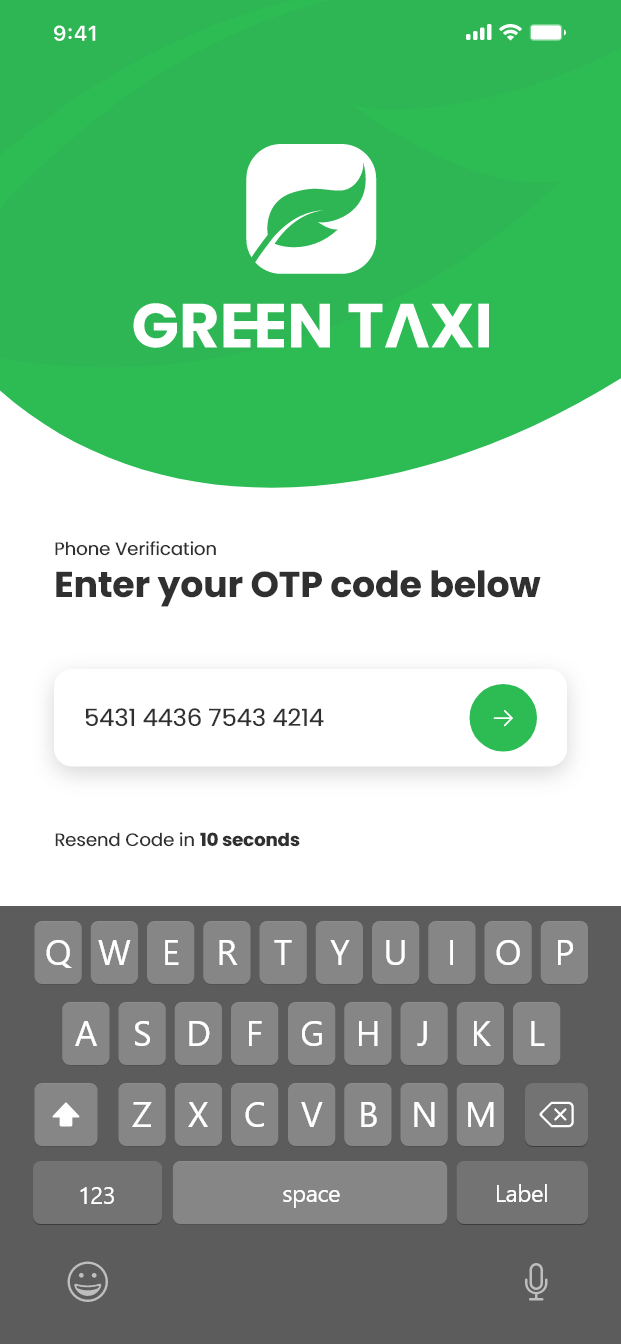 9:41
GREEN TAXI
Phone Verification
Enter your OTP code below
5431 4436 7543 4214
Resend Code in 10 seconds
Q W E R T Y U I O P
A S D F G H J K L
Z X C V B N M
123 space Label